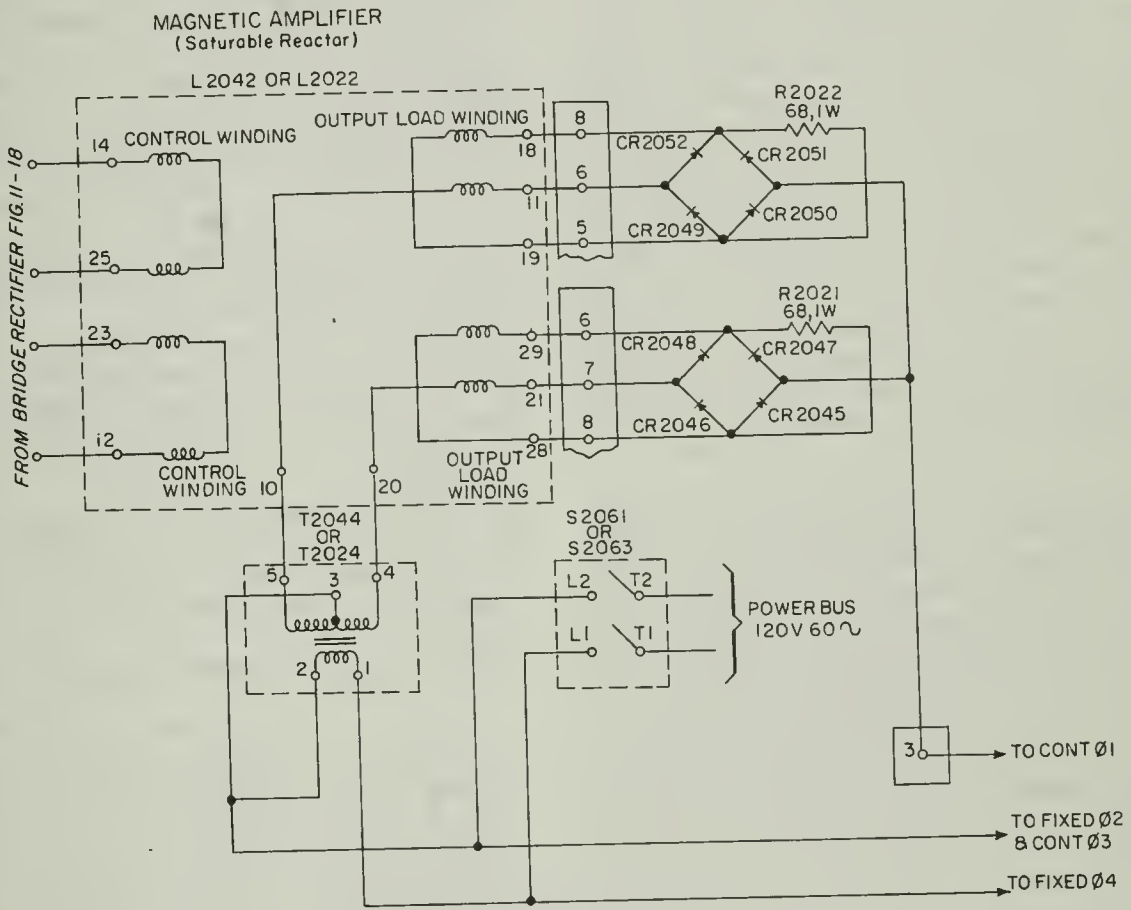 MAGNETIC AMPLIFIER
(Saturable Reactor)
L2042 OR L2022
FROM BRIDGE RECTIFIER FIG.11-18
14
CONTROL WINDING
25
23
12
CONTROL
WINDING
OUTPUT LOAD WINDING
18
11
19
29
21
28
OUTPUT
LOAD
WINDING
10
20
8
6
5
CR2052
CR2051
CR2049
CR2050
R2022
68,1W
6
7
8
CR2048
CR2047
CR2046
CR2045
R2021
68,1W
T2044
OR
T2024
5
3
4
2
1
S2061
OR
S2063
L2
T2
L1
T1
POWER BUS
120V 60∿
3
TO CONT Ø1
TO FIXED Ø2
& CONT Ø3
TO FIXED Ø4